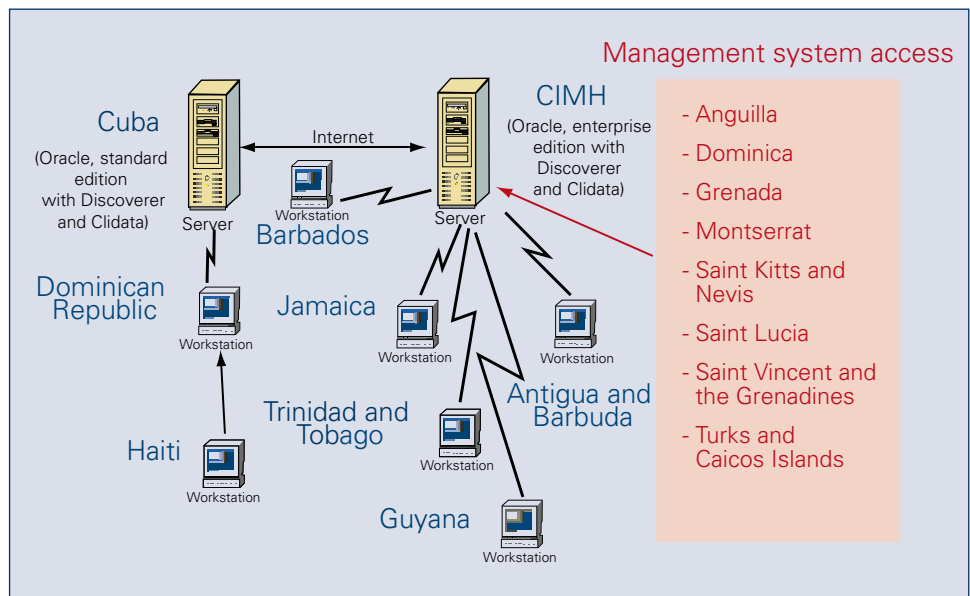 Management system access
Cuba
(Oracle, standard
edition
with Discoverer
and Clidata)
Server
Internet
CIMH
(Oracle, enterprise
edition with
Discoverer
and Clidata)
Server
Workstation
Barbados
Dominican
Republic
Workstation
Jamaica
Workstation
Workstation
Antigua and
Barbuda
Trinidad and
Tobago
Workstation
Haiti
Workstation
Guyana
Workstation
- Anguilla
- Dominica
- Grenada
- Montserrat
- Saint Kitts and
Nevis
- Saint Lucia
- Saint Vincent and
the Grenadines
- Turks and
Caicos Islands